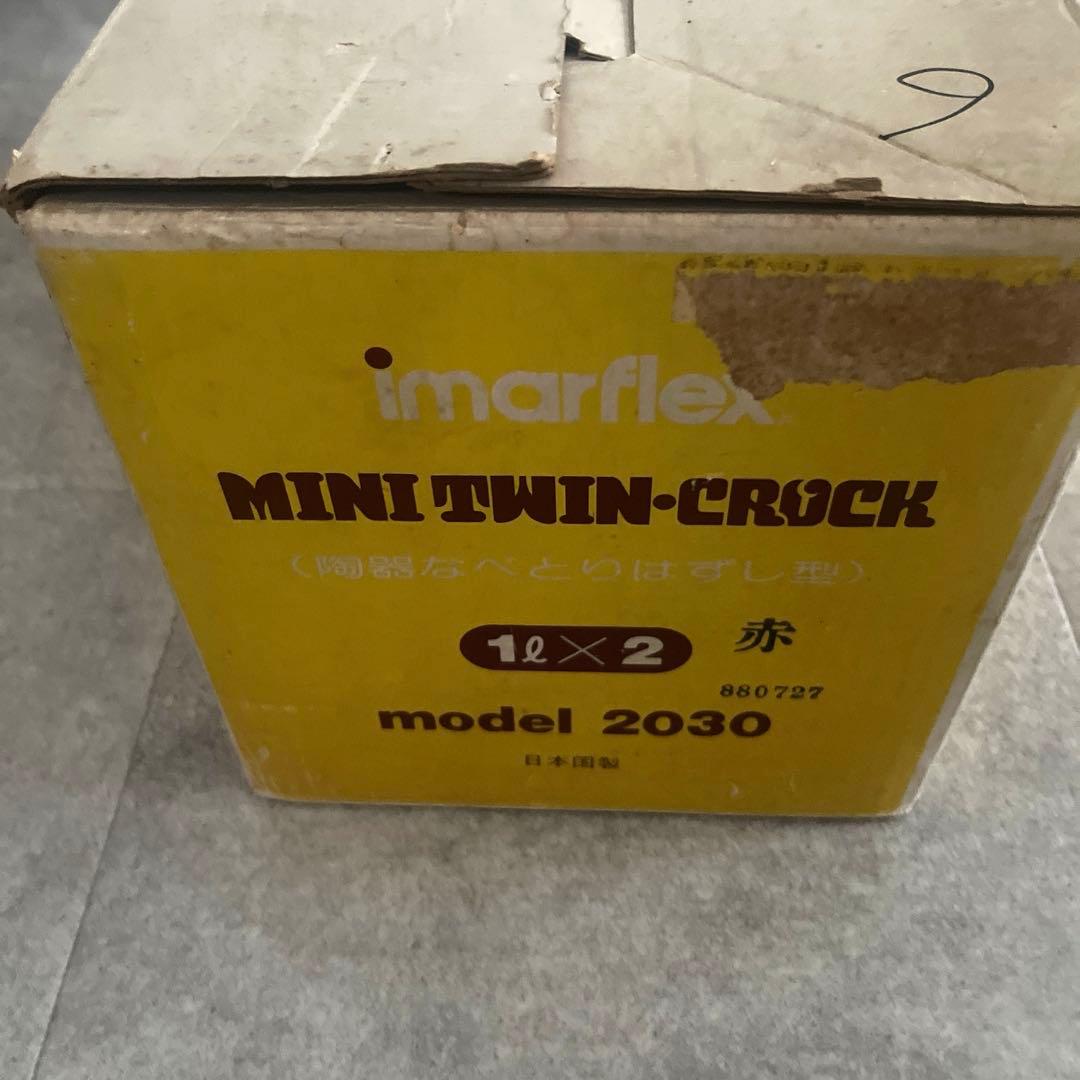 imarflex
MINI TWIN·CROCK
（陶器なべとりはずし型）
1ℓ×2
赤
880727
model 2030
日本国製